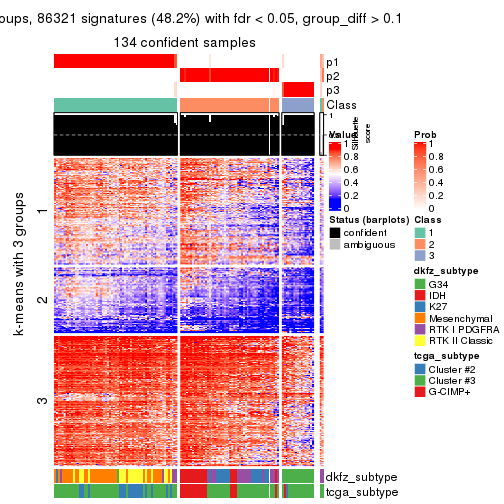 oups, 86321 signatures (48.2%) with fdr < 0.05, group_diff > 0.1
134 confident samples
p1
p2
p3
Class
1
Silhouette
score
k-means with 3 groups
1
2
3
Value
1
0.8
0.6
0.4
0.2
0
Prob
1
0.8
0.6
0.4
0.2
0
Status (barplots)
confident
ambiguous
Class
1
2
3
dkfz_subtype
G34
IDH
K27
Mesenchymal
RTK I PDGFRA
RTK II Classic
tcga_subtype
Cluster #2
Cluster #3
G-CIMP+
dkfz_subtype
tcga_subtype